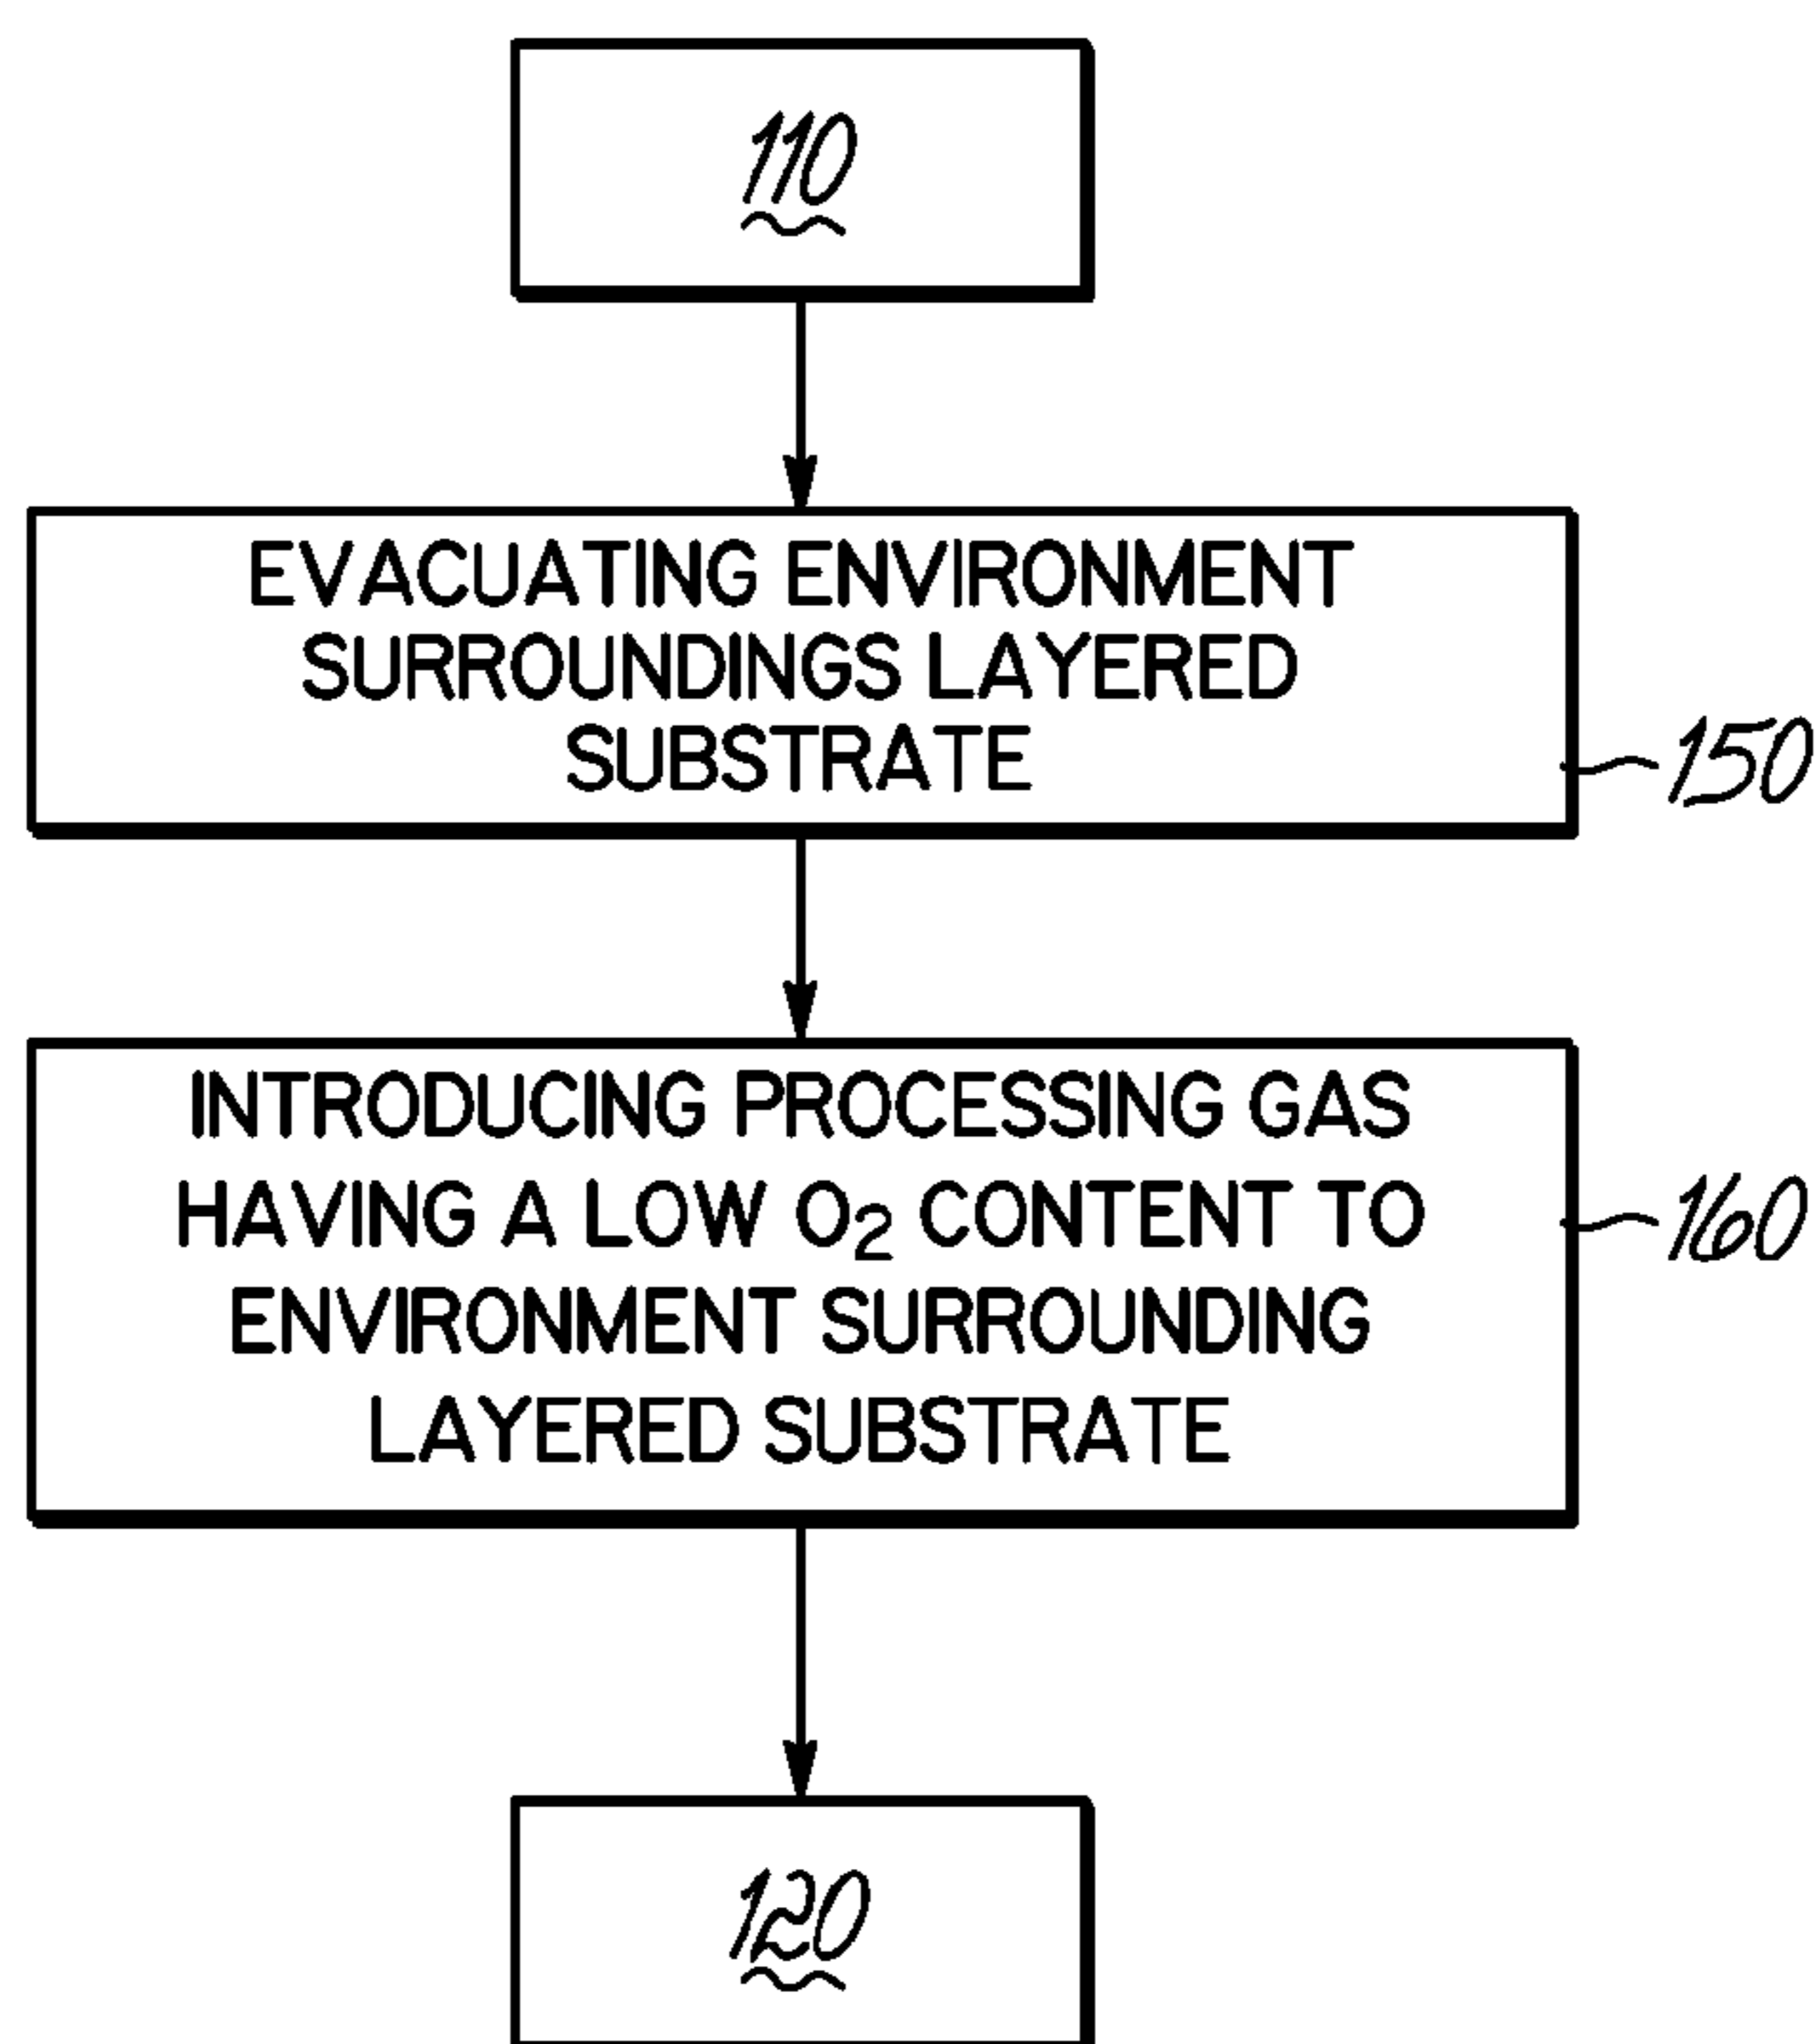 110
EVACUATING ENVIRONMENT
SURROUNDINGS LAYERED
SUBSTRATE
150
INTRODUCING PROCESSING GAS
HAVING A LOW O₂ CONTENT TO
ENVIRONMENT SURROUNDING
LAYERED SUBSTRATE
160
120